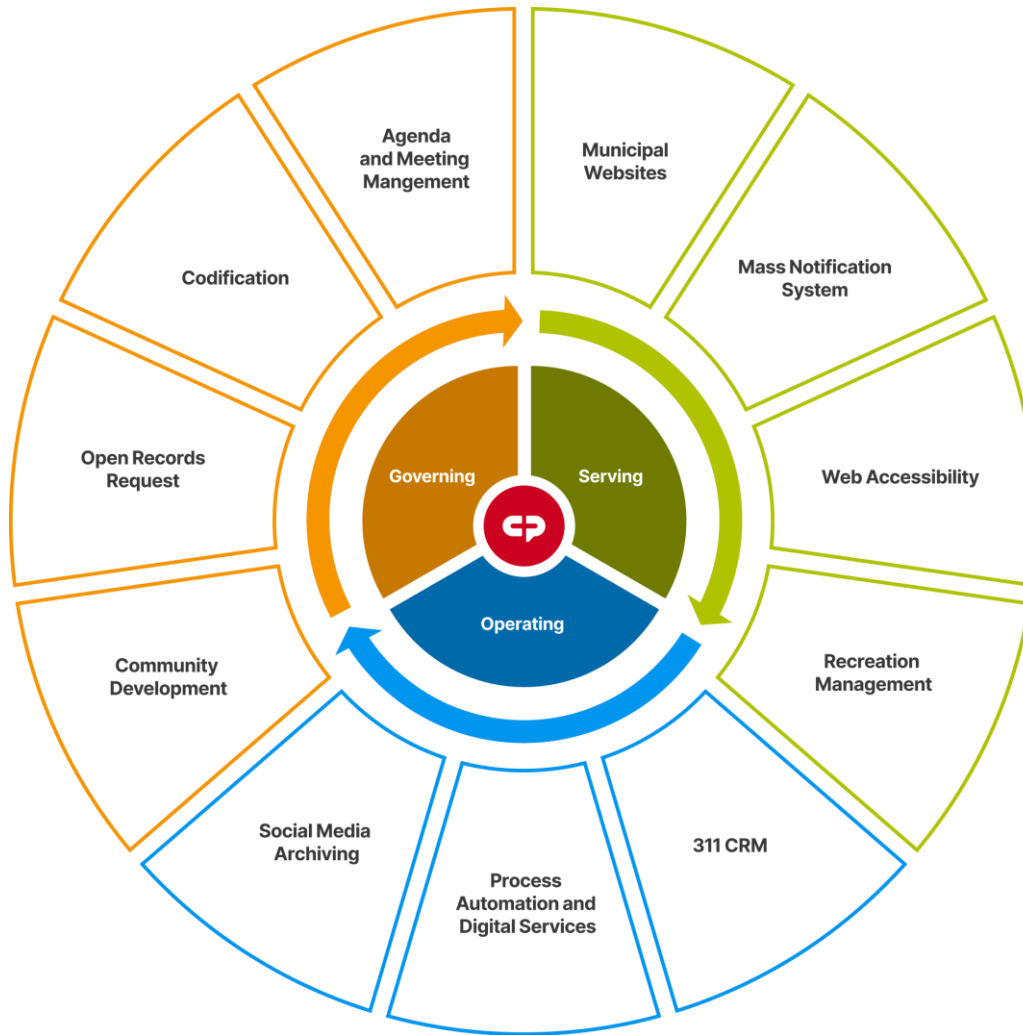 Agenda
and Meeting
Mangement
Municipal
Websites
Codification
Mass Notification
System
Open Records
Request
Governing
Serving
Web Accessibility
Operating
Community
Development
Recreation
Management
Social Media
Archiving
311 CRM
Process
Automation and
Digital Services